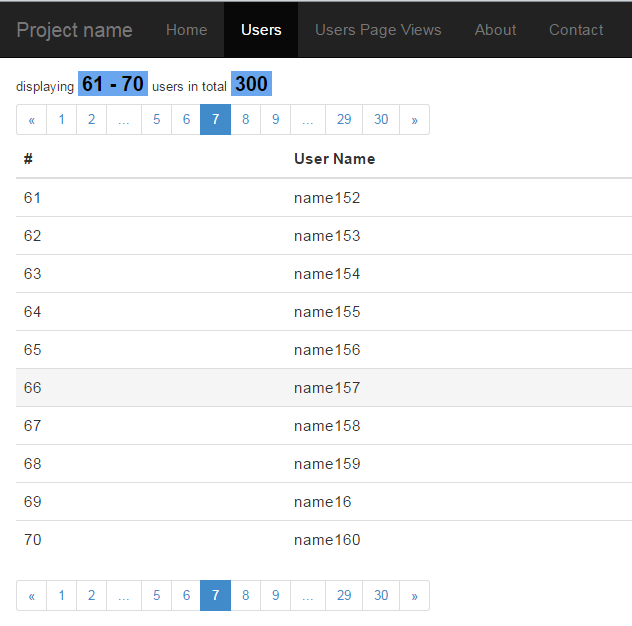 Project name Home Users Users Page Views About Contact
displaying 61 - 70 users in total 300
« 1 2 ... 5 6 7 8 9 ... 29 30 »
# User Name
61 name152
62 name153
63 name154
64 name155
65 name156
66 name157
67 name158
68 name159
69 name16
70 name160
« 1 2 ... 5 6 7 8 9 ... 29 30 »